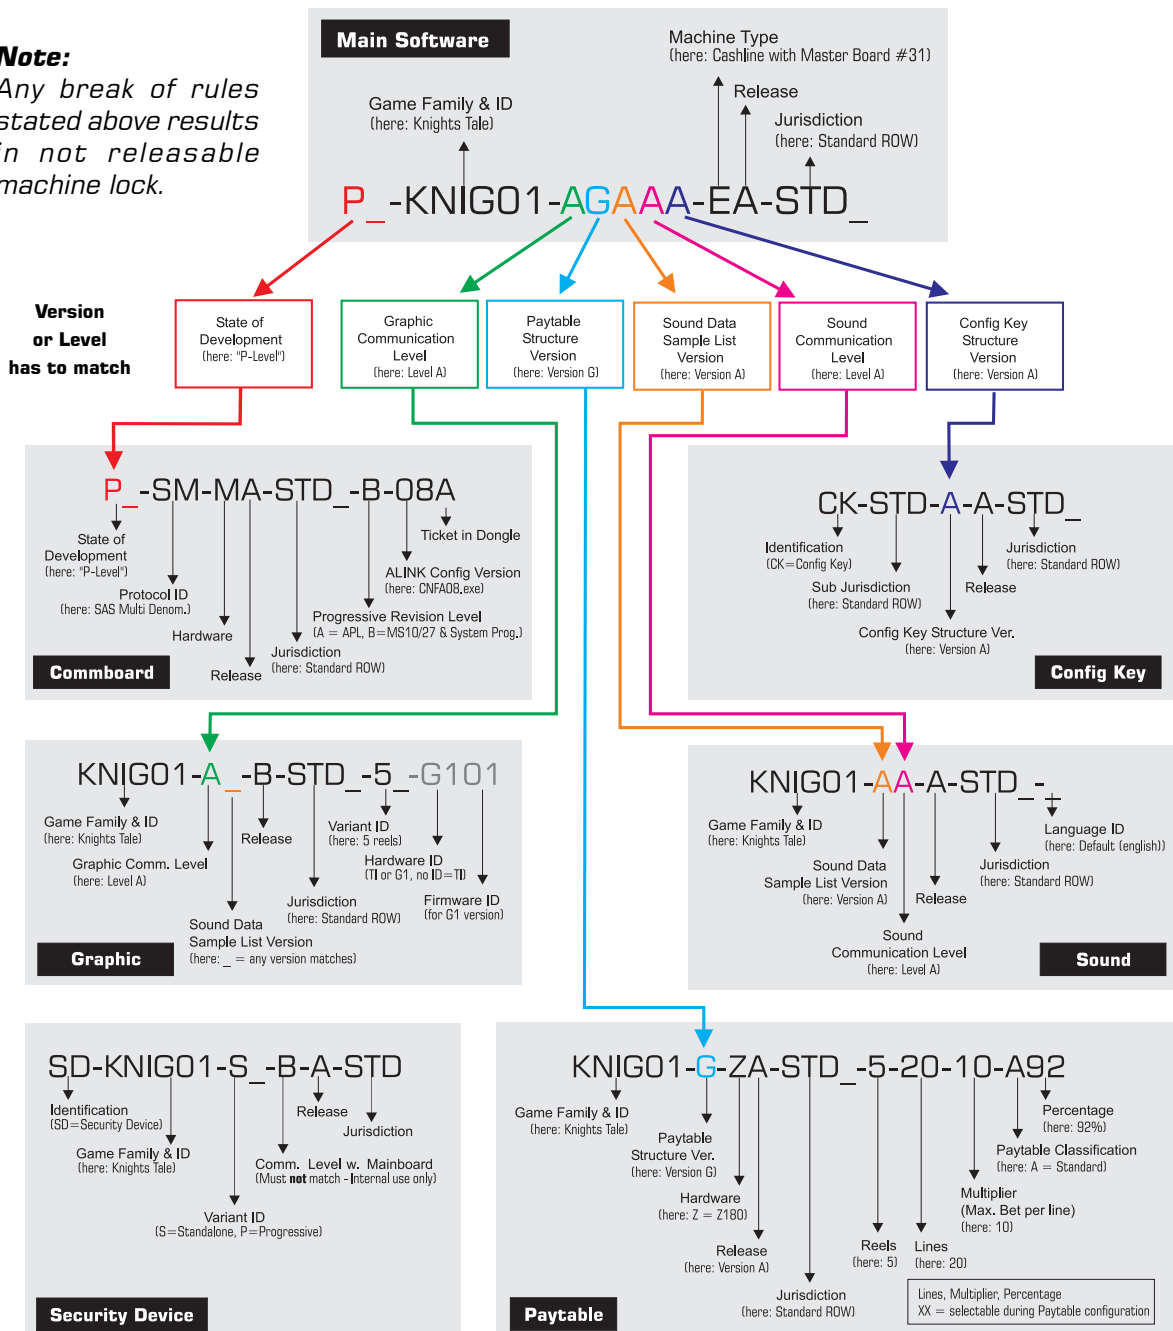 Note:
Any break of rules
stated above results
in not releasable
machine lock.
Main Software
Machine Type
(here: Cashline with Master Board #31)
Release
Game Family & ID
(here: Knights Tale)
Jurisdiction
(here: Standard ROW)
P_-KNIG01-AGAAA-EA-STD_
Version
or Level
has to match
State of
Development
(here: "P-Level")
Graphic
Communication
Level
(here: Level A)
Paytable
Structure
Version
(here: Version G)
Sound Data
Sample List
Version
(here: Version A)
Sound
Communication
Level
(here: Level A)
Config Key
Structure
Version
(here: Version A)
P_-SM-MA-STD_-B-08A
State of
Development
(here: "P-Level")
Ticket in Dongle
ALINK Config Version
(here: CNFA08.exe)
Protocol ID
(here: SAS Multi Denom.)
Progressive Revision Level
(A = APL, B=MS10/27 & System Prog.)
Hardware
Jurisdiction
(here: Standard ROW)
Release
Commboard
CK-STD-A-A-STD_
Identification
(CK=Config Key)
Jurisdiction
(here: Standard ROW)
Sub Jurisdiction
(here: Standard ROW)
Release
Config Key Structure Ver.
(here: Version A)
Config Key
KNIG01-A_-B-STD_-5_-G101
Game Family & ID
(here: Knights Tale)
Release
Variant ID
(here: 5 reels)
Graphic Comm. Level
(here: Level A)
Hardware ID
(TI or G1, no ID=TI)
Jurisdiction
(here: Standard ROW)
Firmware ID
(for G1 version)
Sound Data
Sample List Version
(here: _ = any version matches)
Graphic
KNIG01-AA-A-STD_-_
Game Family & ID
(here: Knights Tale)
Language ID
(here: Default (english))
Sound Data
Sample List Version
(here: Version A)
Jurisdiction
(here: Standard ROW)
Release
Sound
Communication Level
(here: Level A)
Sound
SD-KNIG01-S_-B-A-STD
Identification
(SD=Security Device)
Release
Jurisdiction
Game Family & ID
(here: Knights Tale)
Comm. Level w. Mainboard
(Must not match - Internal use only)
Variant ID
(S=Standalone, P=Progressive)
Security Device
KNIG01-G-ZA-STD_-5-20-10-A92
Game Family & ID
(here: Knights Tale)
Percentage
(here: 92%)
Paytable
Structure Ver.
(here: Version G)
Paytable Classification
(here: A = Standard)
Hardware
(here: Z = Z180)
Multiplier
(Max. Bet per line)
(here: 10)
Release
(here: Version A)
Reels
(here: 5)
Lines
(here: 20)
Jurisdiction
(here: Standard ROW)
Lines, Multiplier, Percentage
XX = selectable during Paytable configuration
Paytable